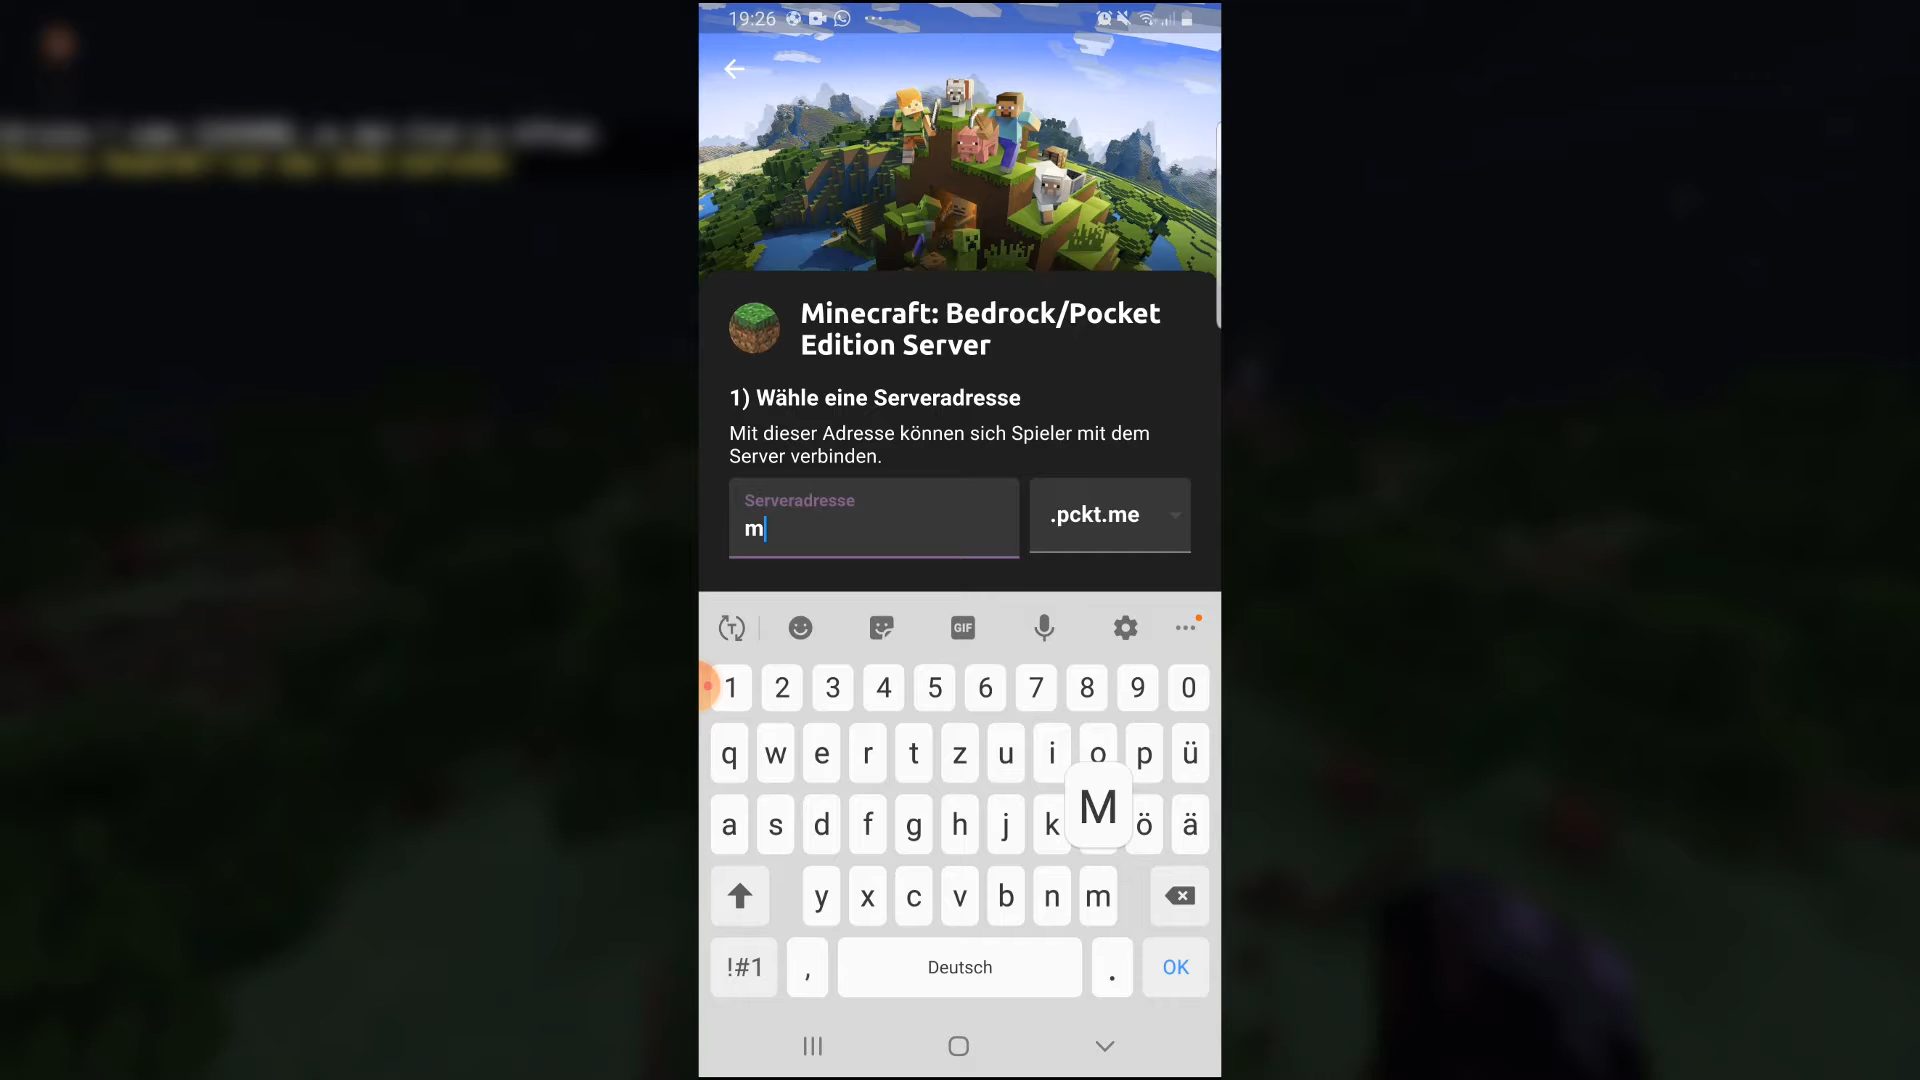 19:26
Minecraft: Bedrock/Pocket
Edition Server
1) Wähle eine Serveradresse
Mit dieser Adresse können sich Spieler mit dem
Server verbinden.
Serveradresse
m
.pckt.me
GIF
1 2 3 4 5 6 7 8 9 0
q w e r t z u i o p ü
M
a s d f g h j k ö ä
y x c v b n m
!#1 , Deutsch . OK